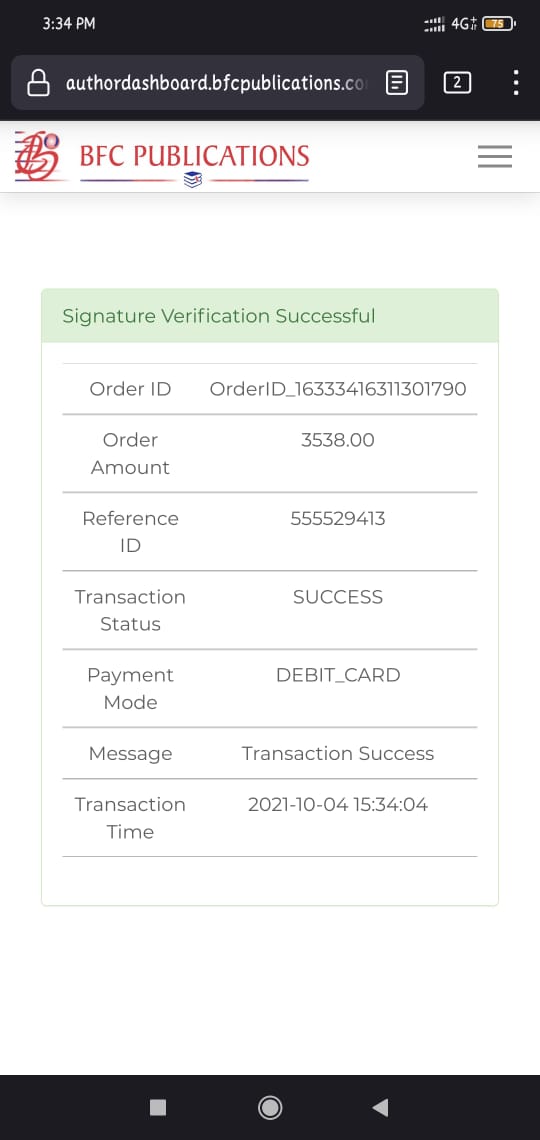 3:34 PM
4G
75
authordashboard.bfcpublications.co
2
BFC PUBLICATIONS
Signature Verification Successful
Order ID OrderID_16333416311301790
Order 3538.00
Amount
Reference 555529413
ID
Transaction SUCCESS
Status
Payment DEBIT_CARD
Mode
Message Transaction Success
Transaction 2021-10-04 15:34:04
Time